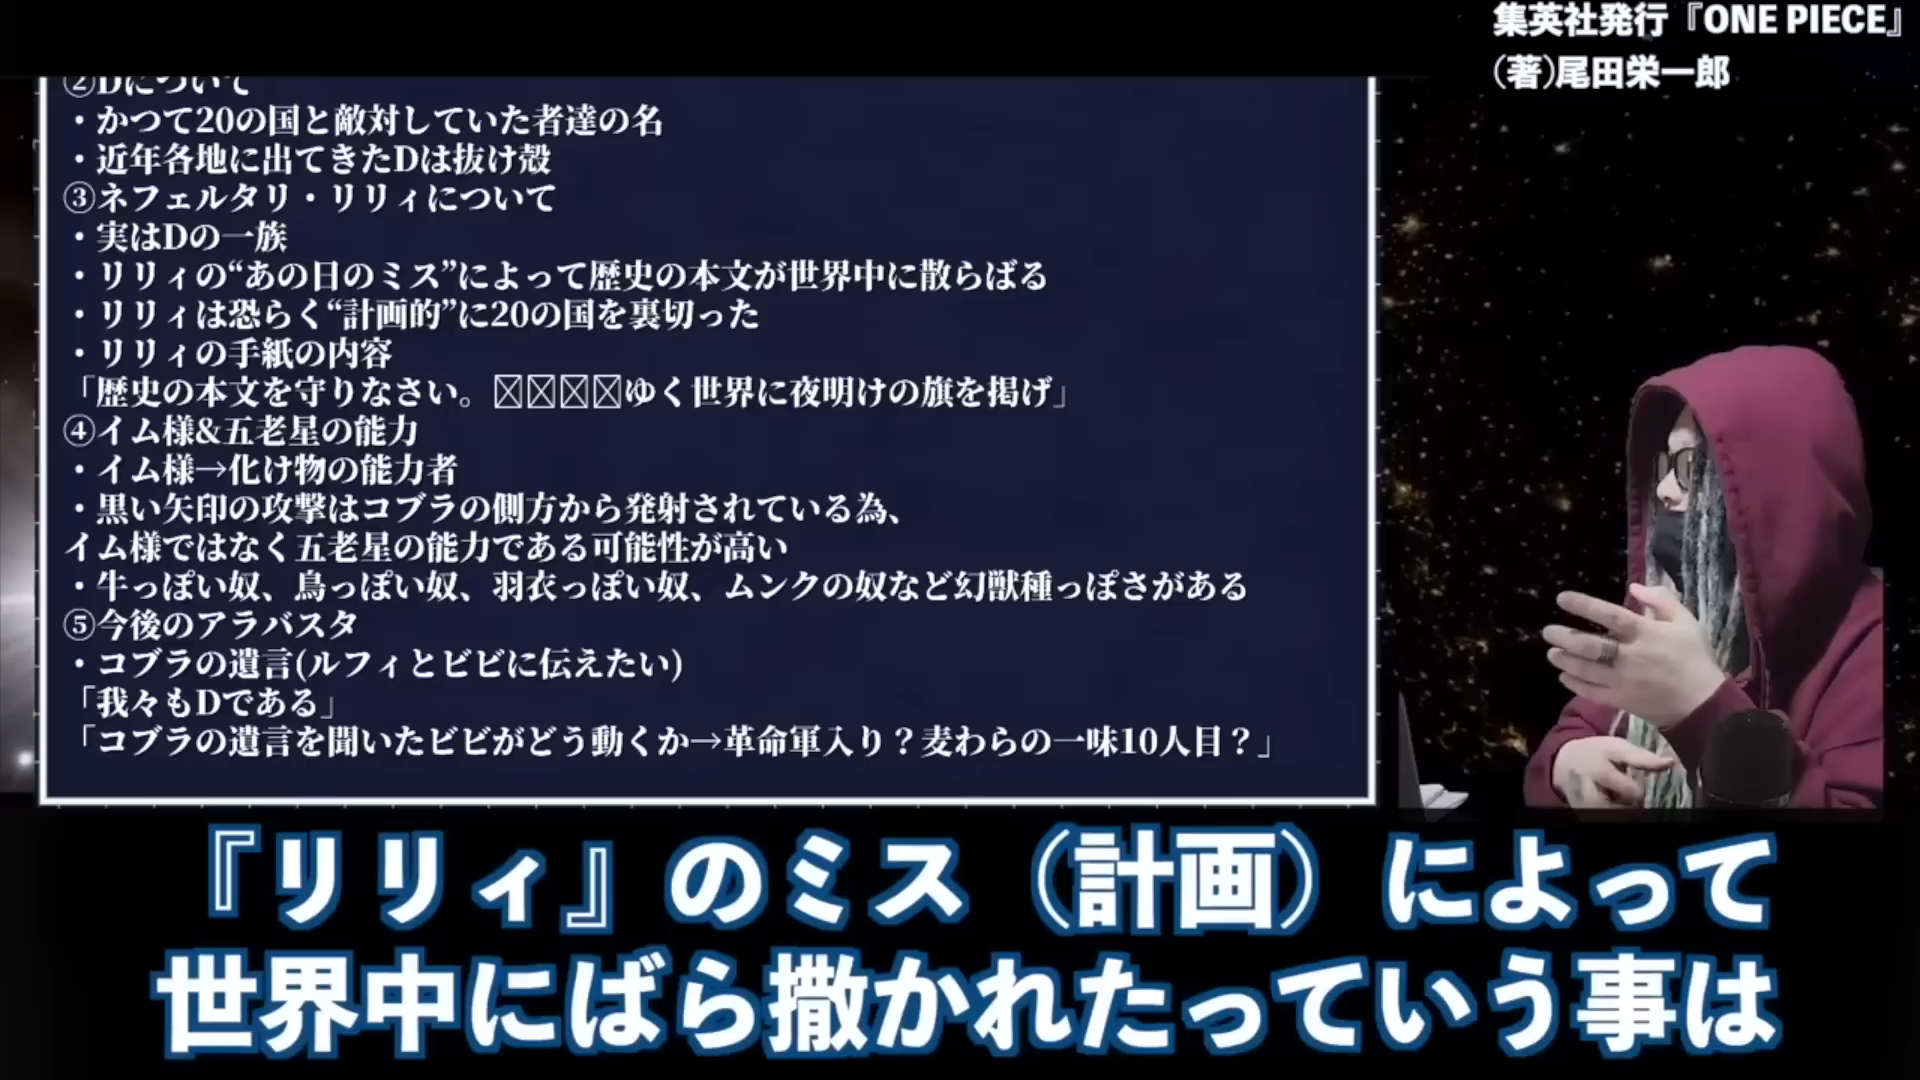 集英社発行『ONE PIECE』
(著)尾田栄一郎
②Dについて
・かつて20の国と敵対していた者達の名
・近年各地に出てきたDは抜け殻
③ネフェルタリ・リリィについて
・実はDの一族
・リリィの“あの日のミス”によって歴史の本文が世界中に散らばる
・リリィは恐らく“計画的”に20の国を裏切った
・リリィの手紙の内容
「歴史の本文を守りなさい。☒☒☒☒ゆく世界に夜明けの旗を掲げ」
④イム様&五老星の能力
・イム様→化け物の能力者
・黒い矢印の攻撃はコブラの側方から発射されている為、
イム様ではなく五老星の能力である可能性が高い
・牛っぽい奴、鳥っぽい奴、羽衣っぽい奴、ムンクの奴など幻獣種っぽさがある
⑤今後のアラバスタ
・コブラの遺言(ルフィとビビに伝えたい)
「我々もDである」
「コブラの遺言を聞いたビビがどう動くか→革命軍入り？麦わらの一味10人目？」
『リリィ』のミス（計画）によって
世界中にばら撒かれたっていう事は